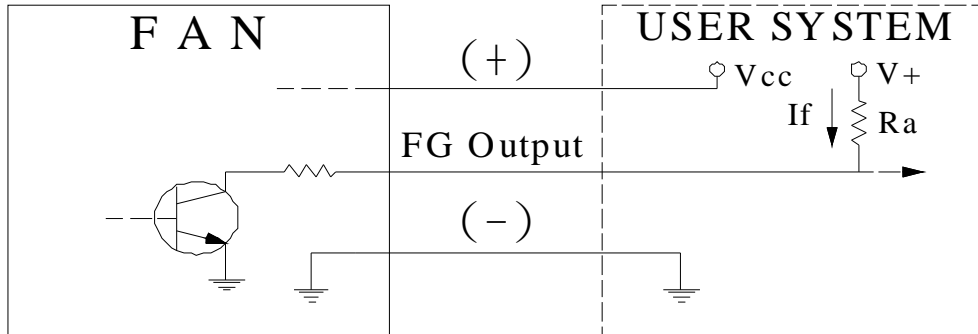 F A N
USER SYSTEM
(+)
Vcc
V+
If
Ra
FG Output
(-)